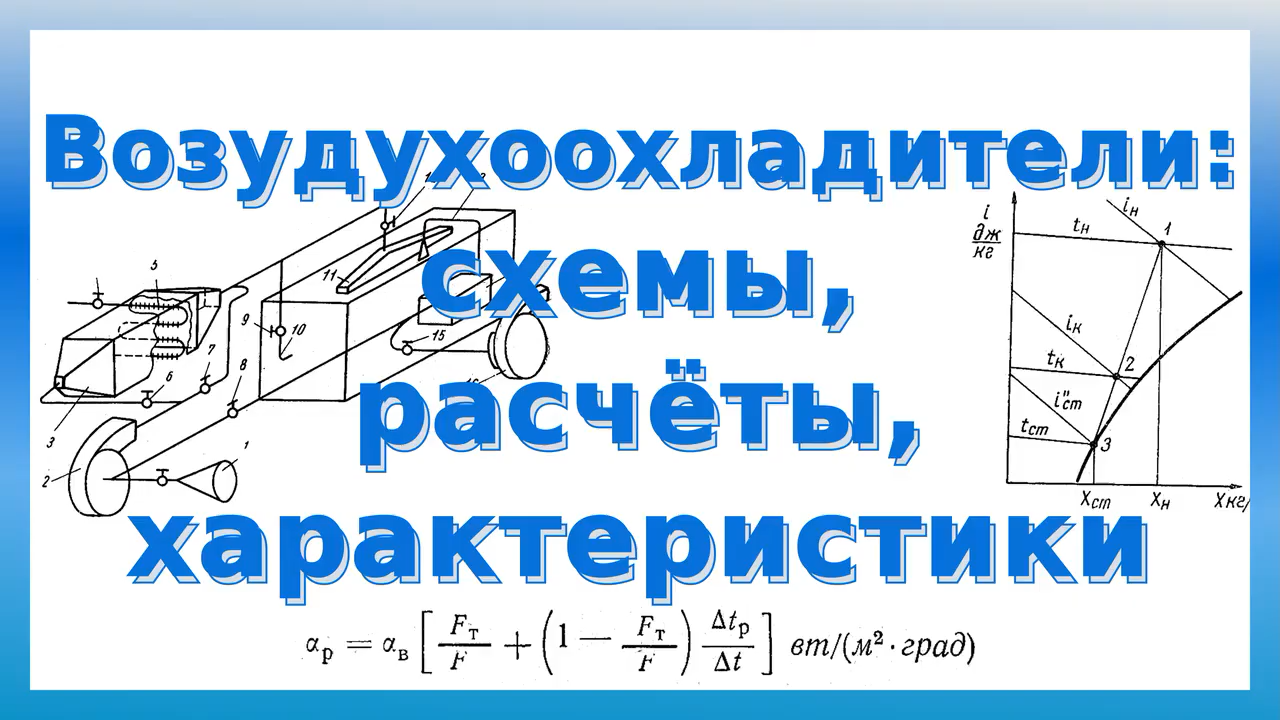 Возудухоохладители:
схемы,
расчёты,
характеристики
5
11
9
10
7
8
6
15
3
2
1
i
дж
кг
iн
tн
1
iк
tк
2
i"ст
tст
3
Xст
Xн
Xкг/
αр = αв [Fт/F + (1 — Fт/F) Δtр/Δt] вт/(м²·град)